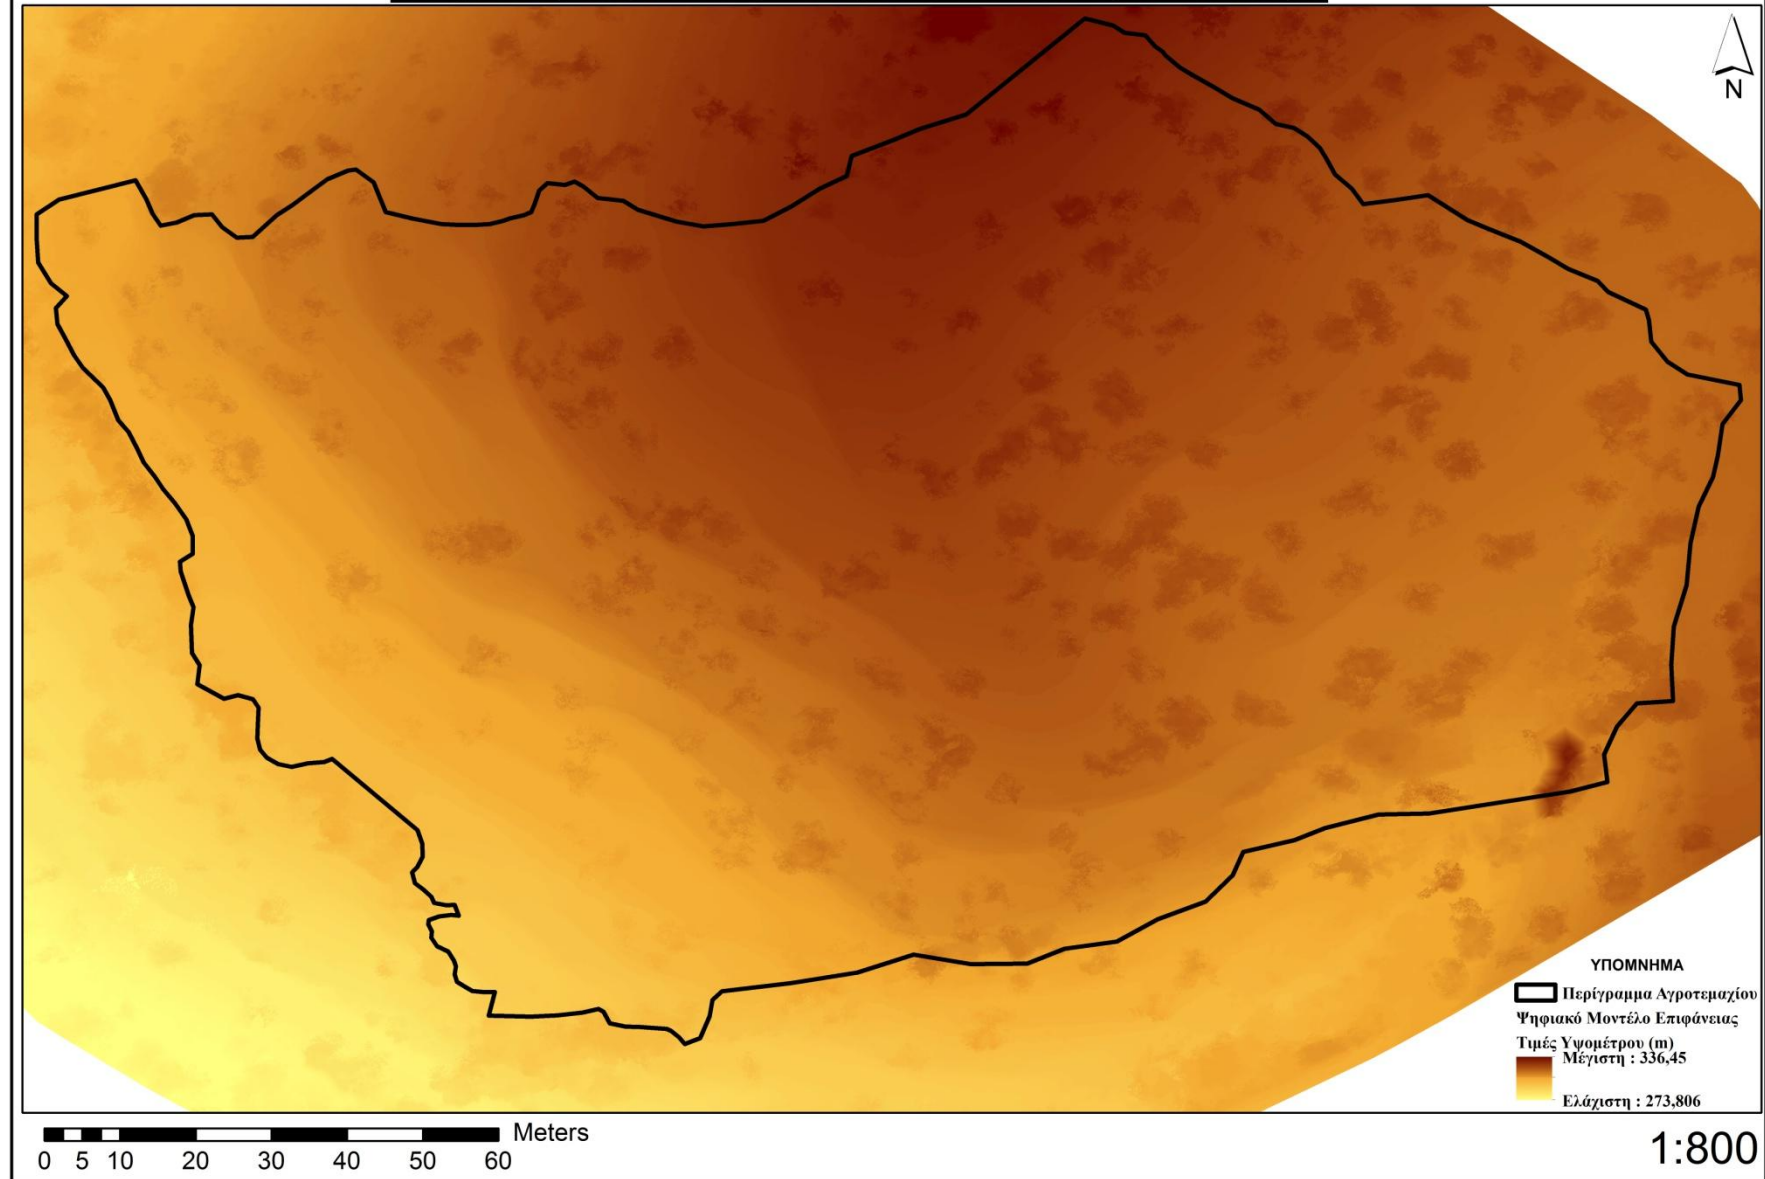 N
ΥΠΟΜΝΗΜΑ
Περίγραμμα Αγροτεμαχίου
Ψηφιακό Μοντέλο Επιφάνειας
Τιμές Υψομέτρου (m)
Μέγιστη : 336,45
Ελάχιστη : 273,806
Meters
0 5 10 20 30 40 50 60
1:800